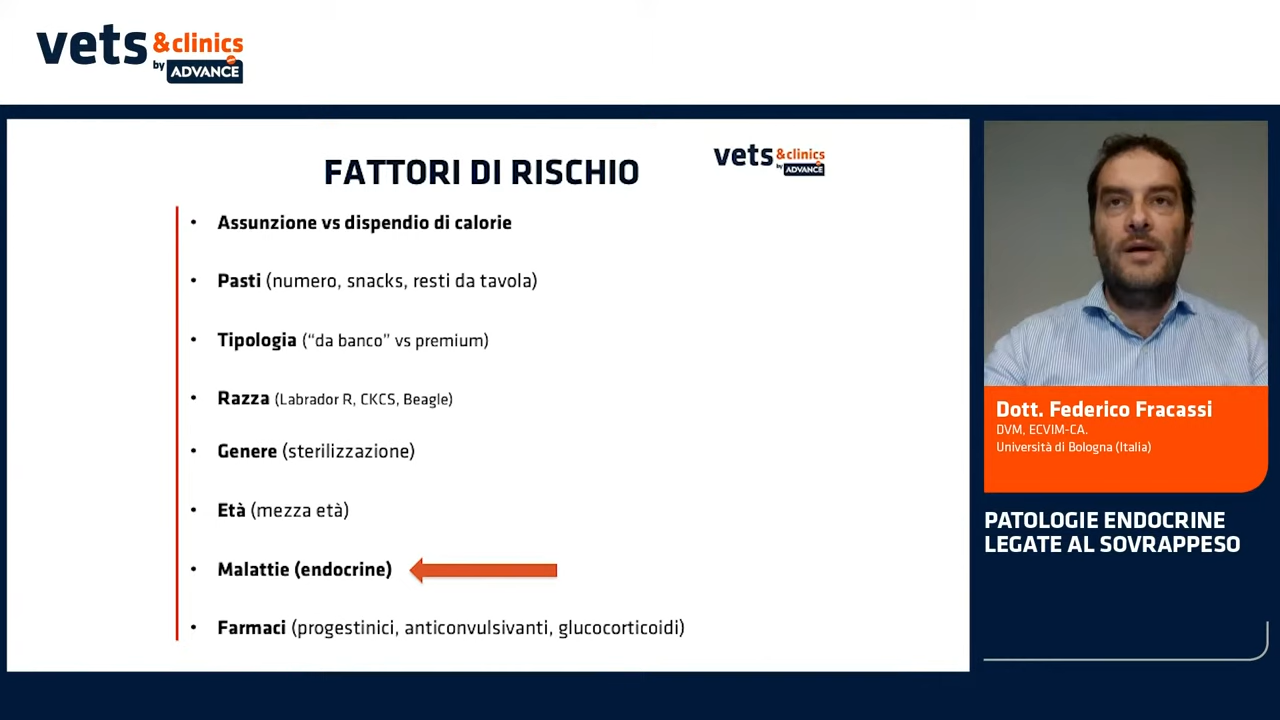 vets &clinics
by ADVANCE
FATTORI DI RISCHIO
vets &clinics
by ADVANCE
• Assunzione vs dispendio di calorie
• Pasti (numero, snacks, resti da tavola)
• Tipologia (“da banco” vs premium)
• Razza (Labrador R, CKCS, Beagle)
• Genere (sterilizzazione)
• Età (mezza età)
• Malattie (endocrine)
• Farmaci (progestinici, anticonvulsivanti, glucocorticoidi)
Dott. Federico Fracassi
DVM, ECVIM-CA.
Università di Bologna (Italia)
PATOLOGIE ENDOCRINE
LEGATE AL SOVRAPPESO